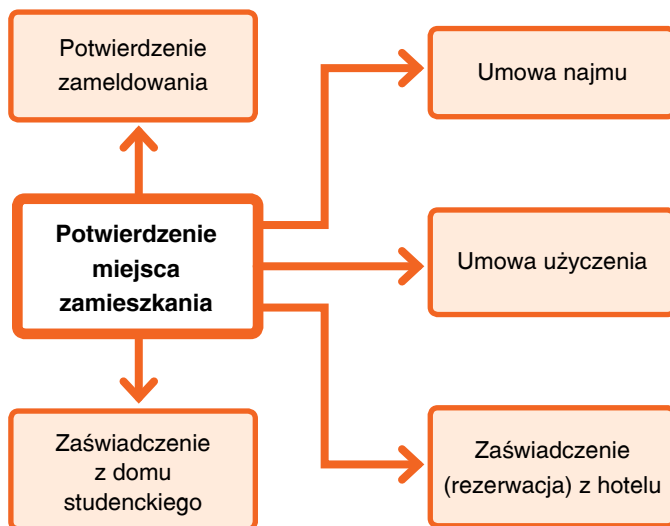 Potwierdzenie
zameldowania
Umowa najmu
Potwierdzenie
miejsca
zamieszkania
Umowa użyczenia
Zaświadczenie
z domu
studenckiego
Zaświadczenie
(rezerwacja) z hotelu